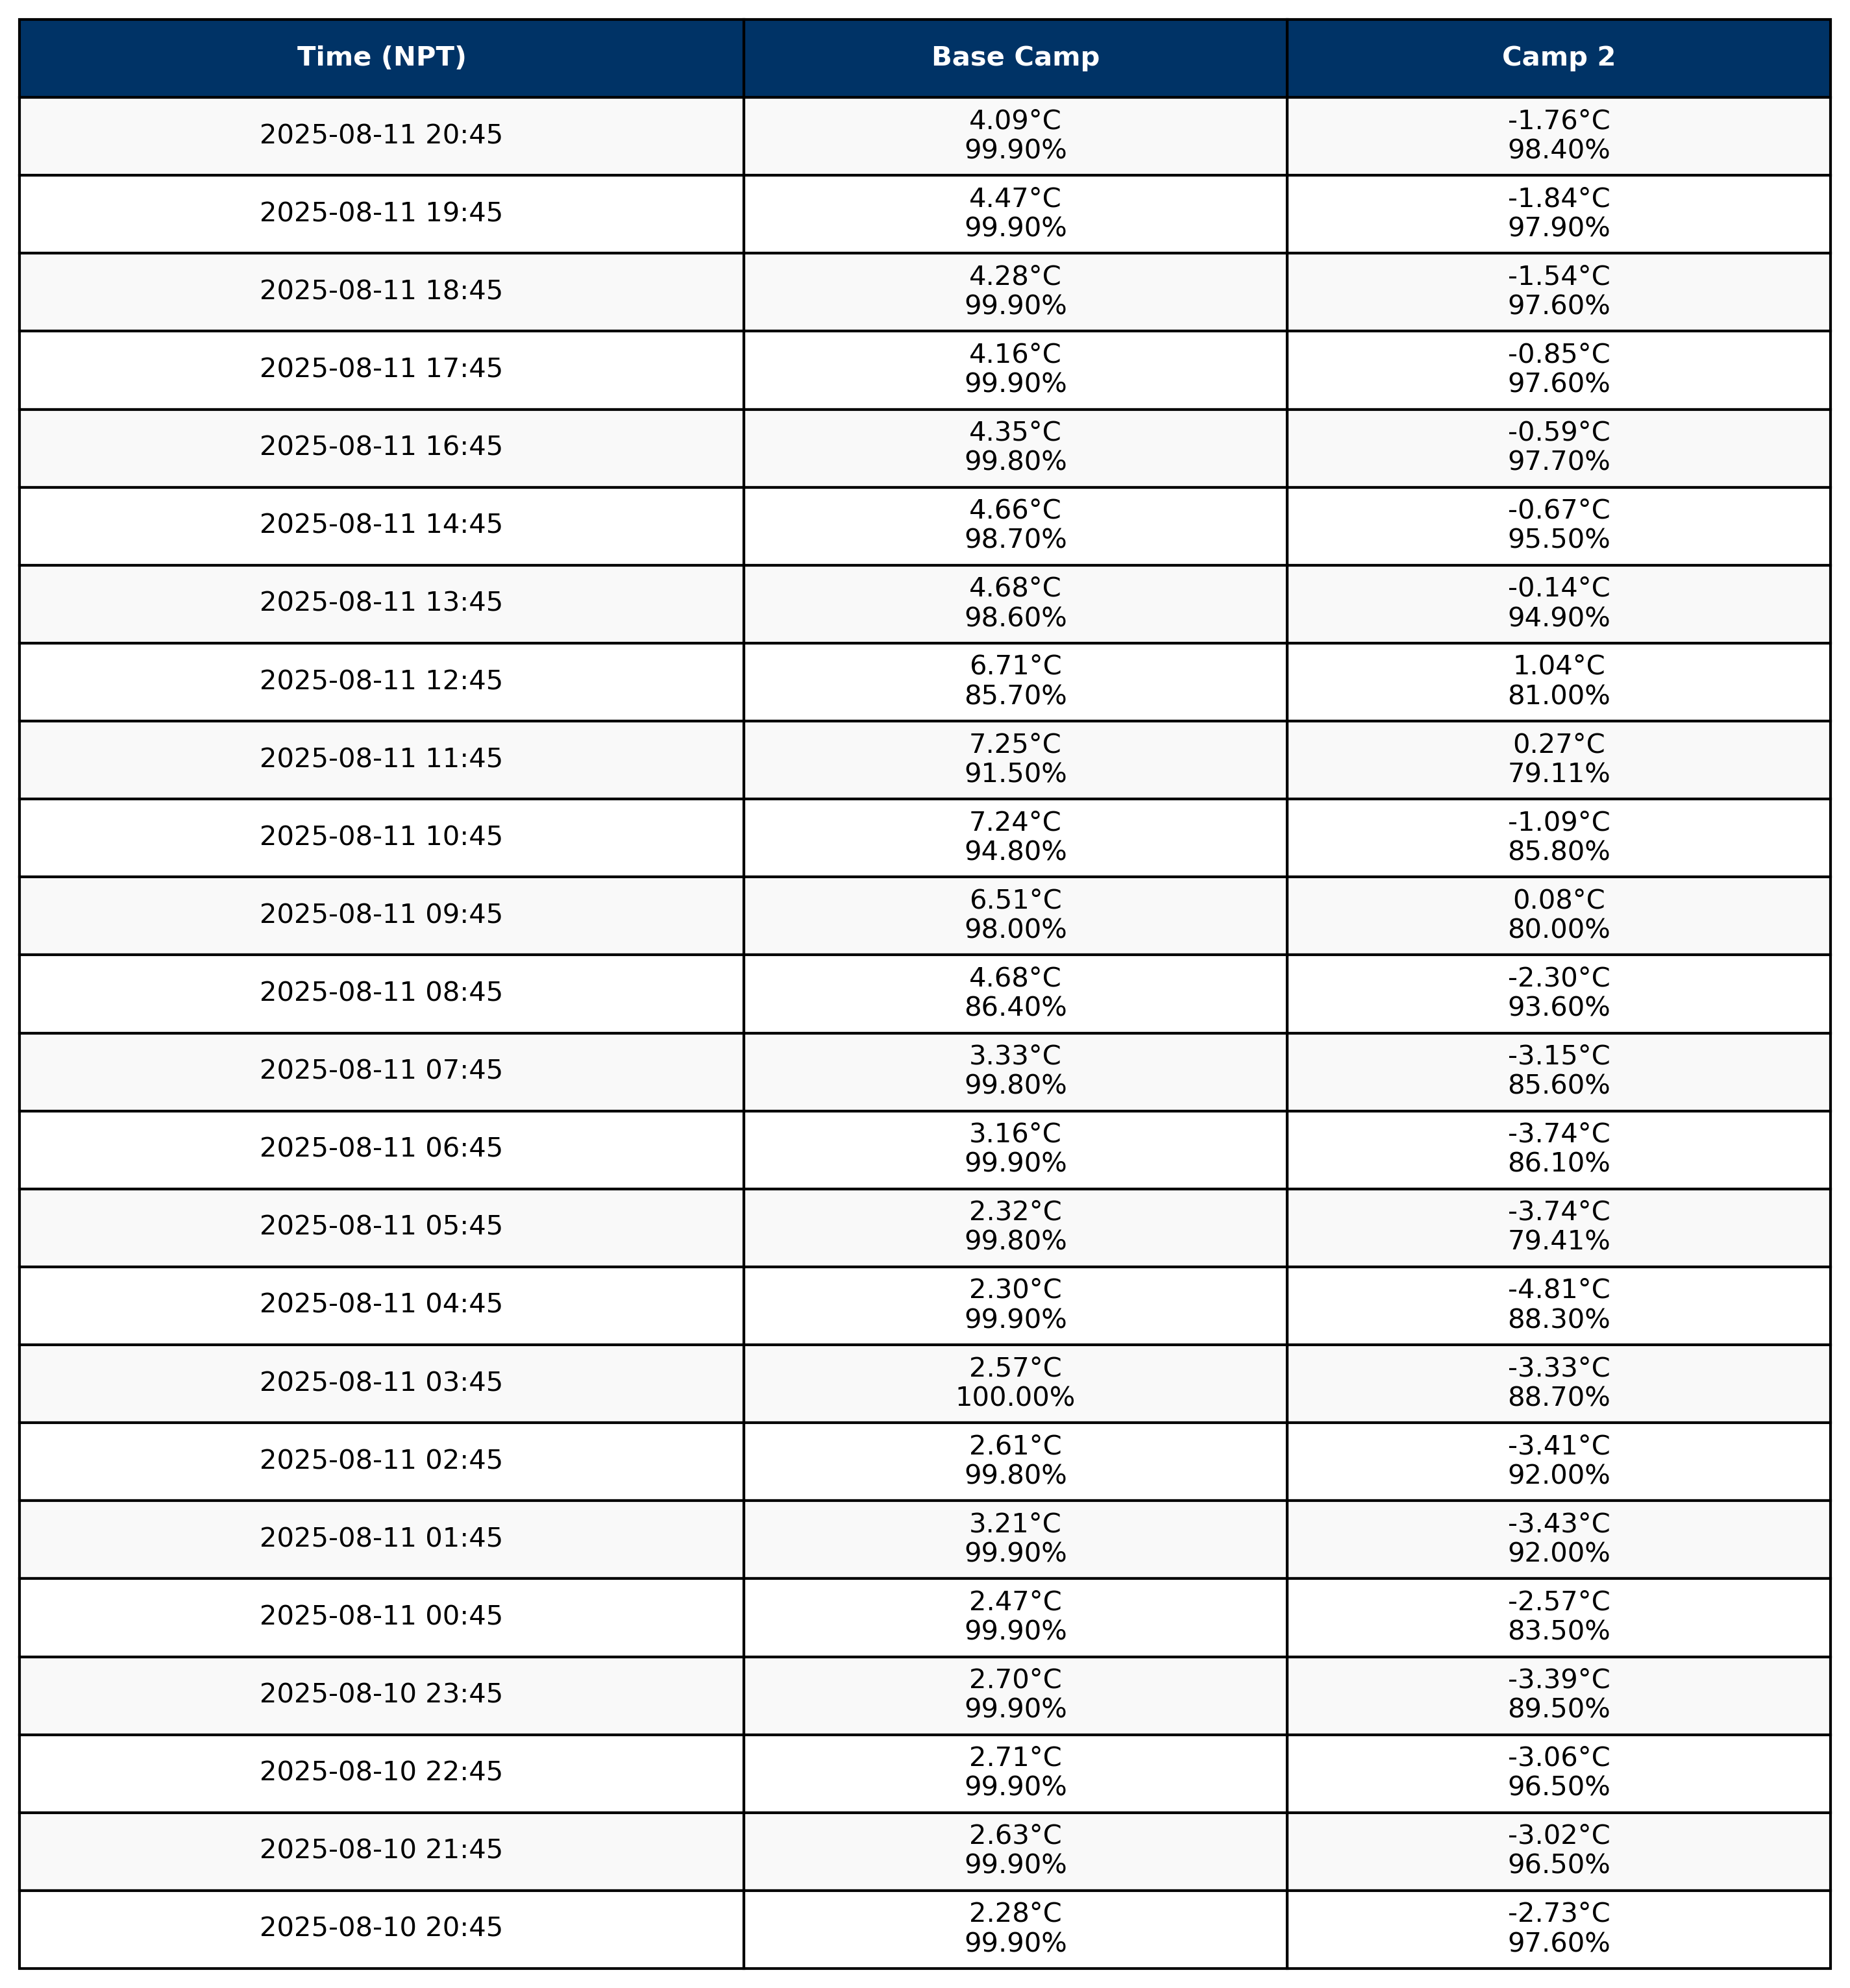 Time (NPT) Base Camp Camp 2
2025-08-11 20:45 4.09°C -1.76°C
99.90% 98.40%
2025-08-11 19:45 4.47°C -1.84°C
99.90% 97.90%
2025-08-11 18:45 4.28°C -1.54°C
99.90% 97.60%
2025-08-11 17:45 4.16°C -0.85°C
99.90% 97.60%
2025-08-11 16:45 4.35°C -0.59°C
99.80% 97.70%
2025-08-11 14:45 4.66°C -0.67°C
98.70% 95.50%
2025-08-11 13:45 4.68°C -0.14°C
98.60% 94.90%
2025-08-11 12:45 6.71°C 1.04°C
85.70% 81.00%
2025-08-11 11:45 7.25°C 0.27°C
91.50% 79.11%
2025-08-11 10:45 7.24°C -1.09°C
94.80% 85.80%
2025-08-11 09:45 6.51°C 0.08°C
98.00% 80.00%
2025-08-11 08:45 4.68°C -2.30°C
86.40% 93.60%
2025-08-11 07:45 3.33°C -3.15°C
99.80% 85.60%
2025-08-11 06:45 3.16°C -3.74°C
99.90% 86.10%
2025-08-11 05:45 2.32°C -3.74°C
99.80% 79.41%
2025-08-11 04:45 2.30°C -4.81°C
99.90% 88.30%
2025-08-11 03:45 2.57°C -3.33°C
100.00% 88.70%
2025-08-11 02:45 2.61°C -3.41°C
99.80% 92.00%
2025-08-11 01:45 3.21°C -3.43°C
99.90% 92.00%
2025-08-11 00:45 2.47°C -2.57°C
99.90% 83.50%
2025-08-10 23:45 2.70°C -3.39°C
99.90% 89.50%
2025-08-10 22:45 2.71°C -3.06°C
99.90% 96.50%
2025-08-10 21:45 2.63°C -3.02°C
99.90% 96.50%
2025-08-10 20:45 2.28°C -2.73°C
99.90% 97.60%